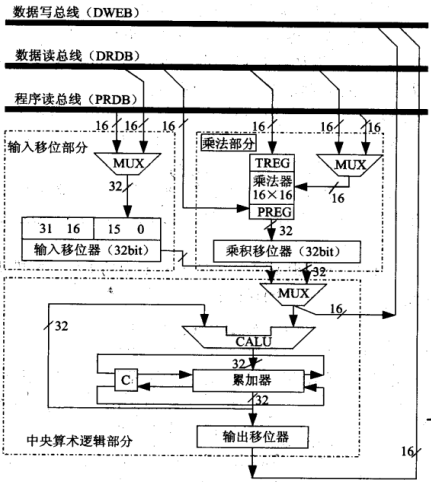 数据写总线（DWEB）
数据读总线（DRDB）
程序读总线（PRDB）
16 16 16 16 16 16
输入移位部分
乘法部分
MUX
TREG
MUX
32
乘法器
16×16
16
PREG
31 16 15 0
32
输入移位器（32bit）
乘积移位器（32bit）
32
MUX
16
32
CALU
32
C
累加器
32
中央算术逻辑部分
输出移位器
16